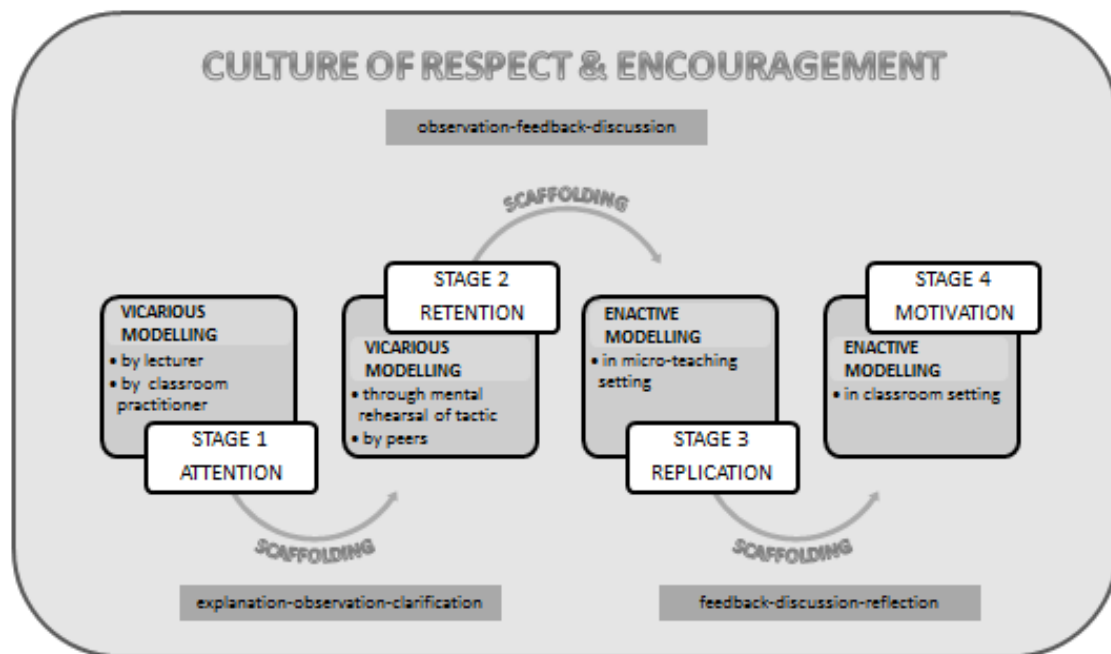 CULTURE OF RESPECT & ENCOURAGEMENT
observation-feedback-discussion
SCAFFOLDING
VICARIOUS
MODELLING
• by lecturer
• by classroom
practitioner
STAGE 1
ATTENTION
STAGE 2
RETENTION
VICARIOUS
MODELLING
• through mental
rehearsal of tactic
• by peers
ENACTIVE
MODELLING
• in micro-teaching
setting
STAGE 3
REPLICATION
STAGE 4
MOTIVATION
ENACTIVE
MODELLING
• in classroom setting
SCAFFOLDING
SCAFFOLDING
explanation-observation-clarification
feedback-discussion-reflection